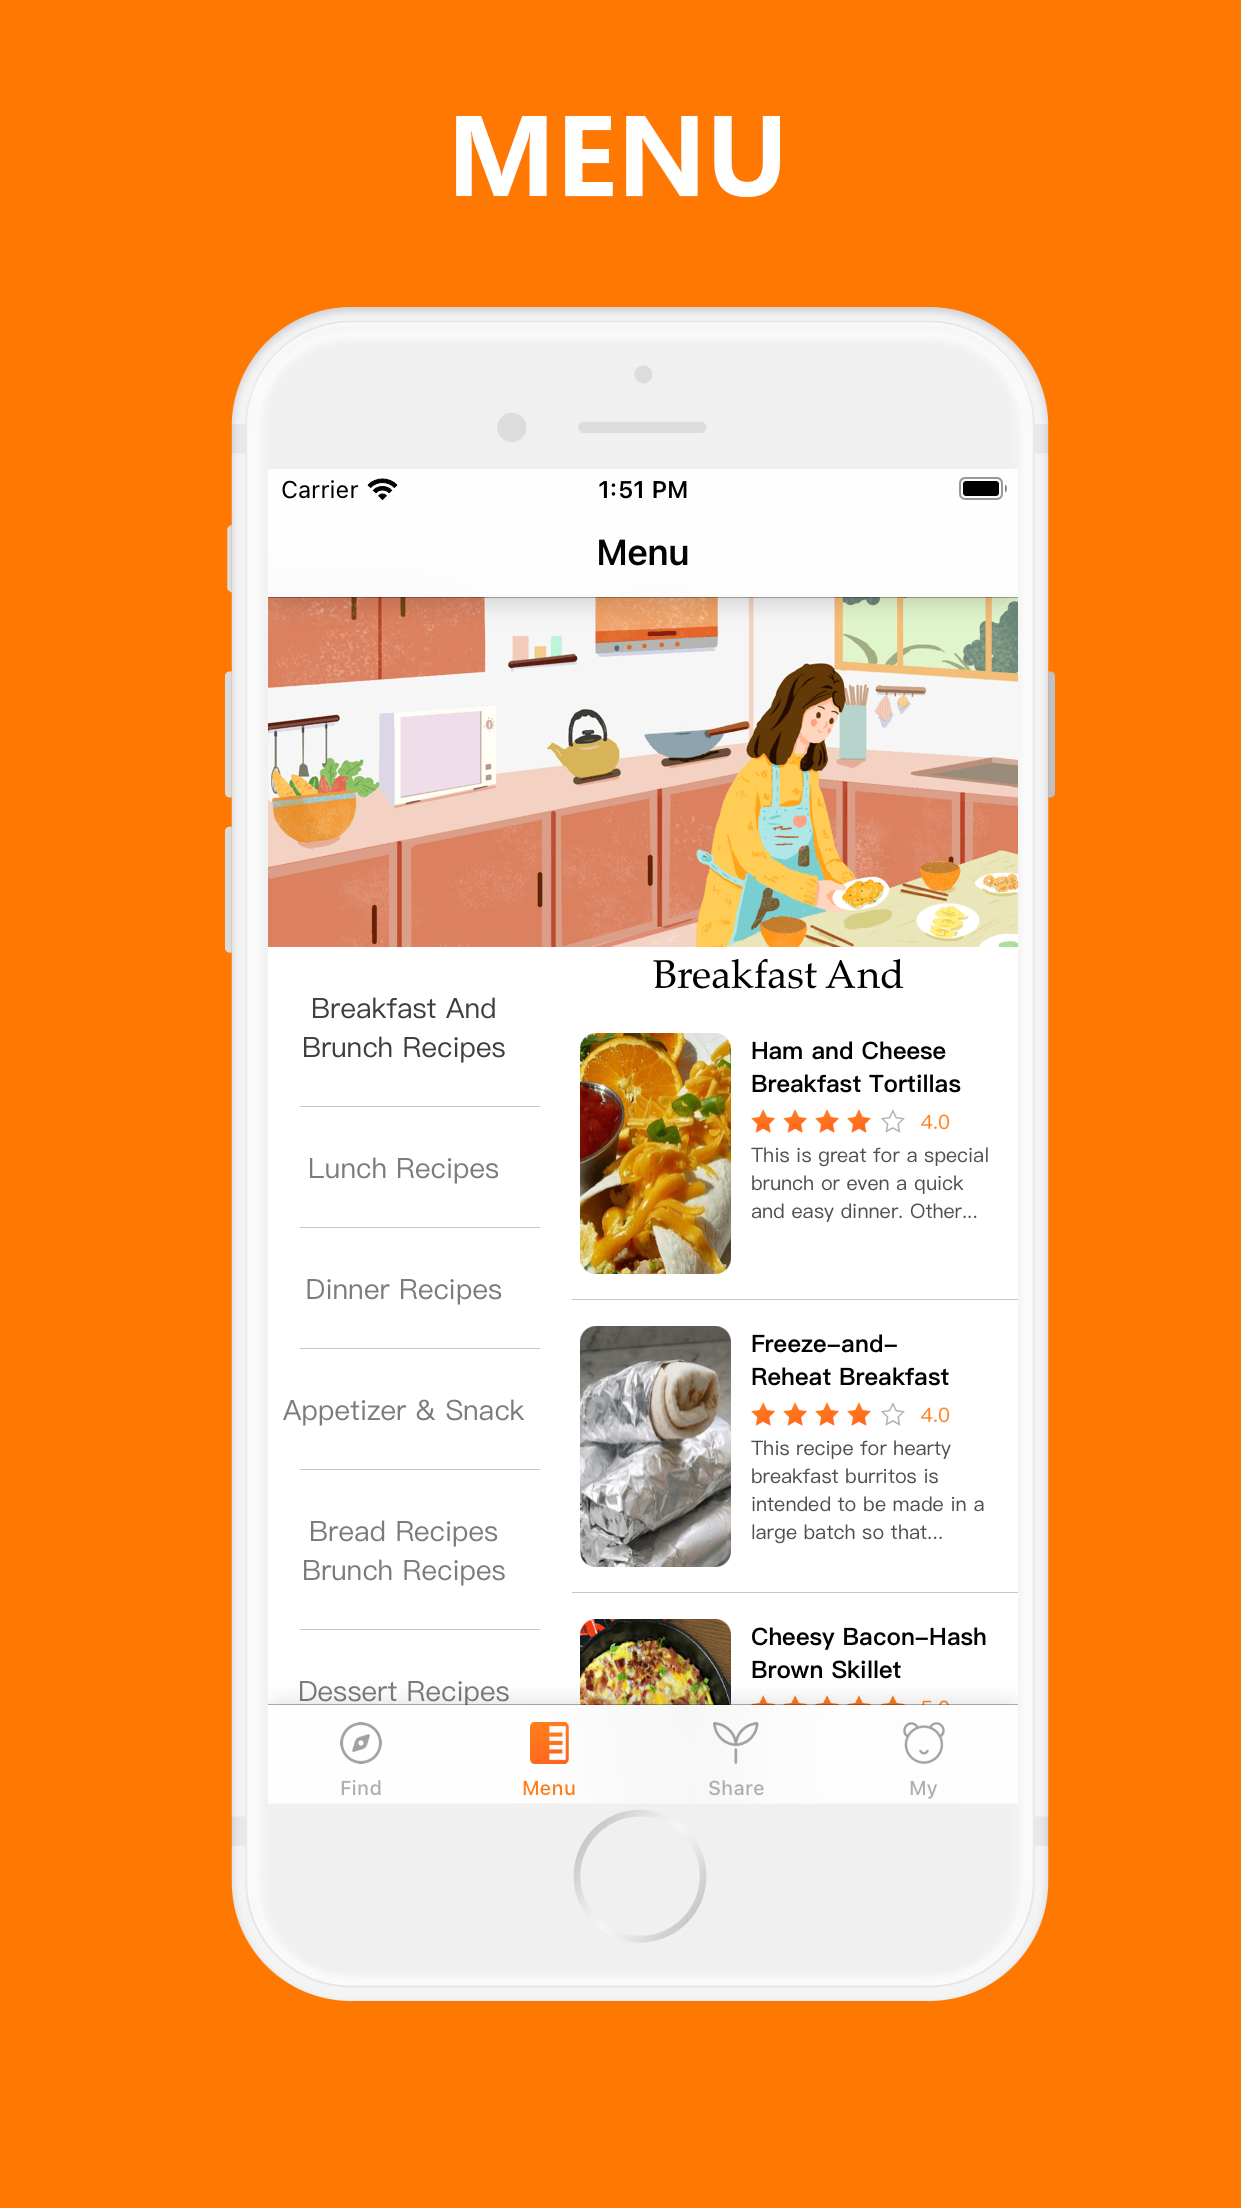 MENU
Carrier
1:51 PM
Menu
Breakfast And
Brunch Recipes
Lunch Recipes
Dinner Recipes
Appetizer & Snack
Bread Recipes
Brunch Recipes
Dessert Recipes
Breakfast And
Ham and Cheese
Breakfast Tortillas
4.0
This is great for a special
brunch or even a quick
and easy dinner. Other...
Freeze-and-
Reheat Breakfast
4.0
This recipe for hearty
breakfast burritos is
intended to be made in a
large batch so that...
Cheesy Bacon-Hash
Brown Skillet
5.0
Find
Menu
Share
My